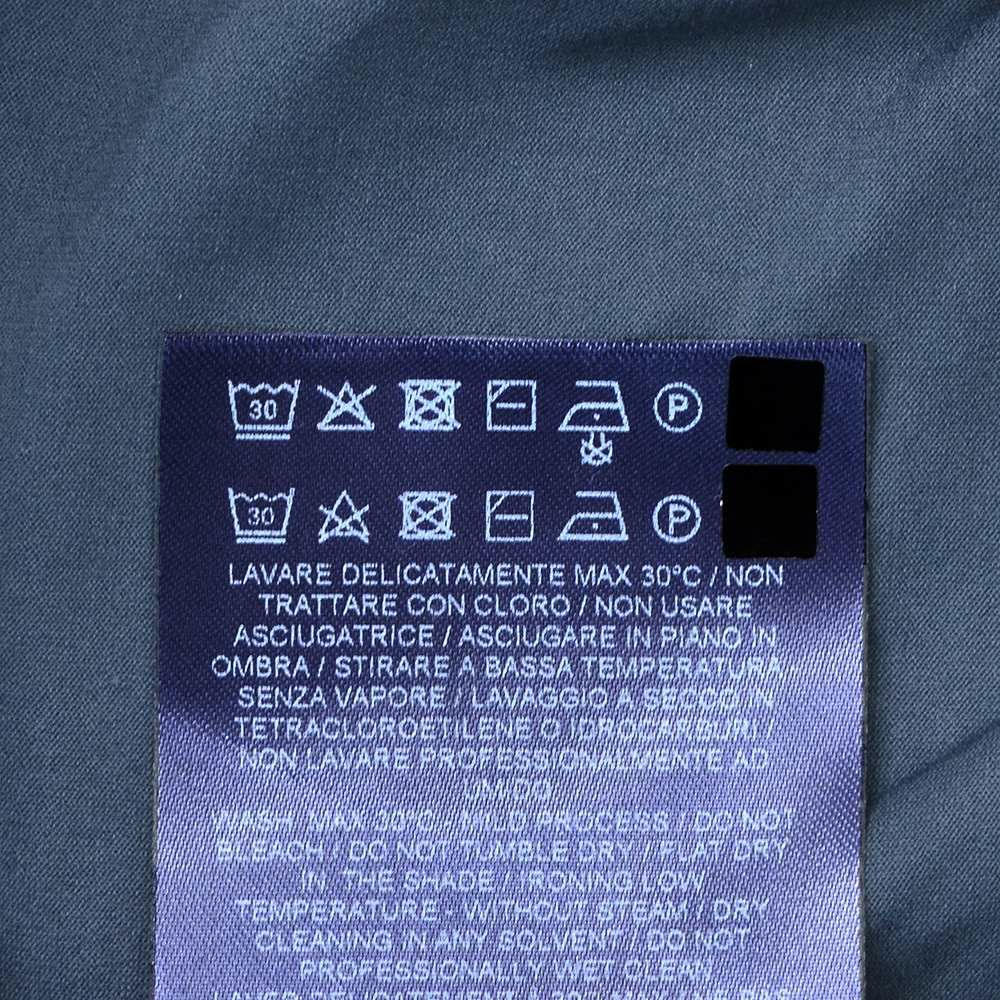 30 P
30 P
LAVARE DELICATAMENTE MAX 30°C / NON
TRATTARE CON CLORO / NON USARE
ASCIUGATRICE / ASCIUGARE IN PIANO IN
OMBRA / STIRARE A BASSA TEMPERATURA -
SENZA VAPORE / LAVAGGIO A SECCO IN
TETRACLOROETILENE O IDROCARBURI /
NON LAVARE PROFESSIONALMENTE AD
UMIDO
WASH MAX 30°C - MILD PROCESS / DO NOT
BLEACH / DO NOT TUMBLE DRY / FLAT DRY
IN THE SHADE / IRONING LOW
TEMPERATURE - WITHOUT STEAM / DRY
CLEANING IN ANY SOLVENT / DO NOT
PROFESSIONALLY WET CLEAN